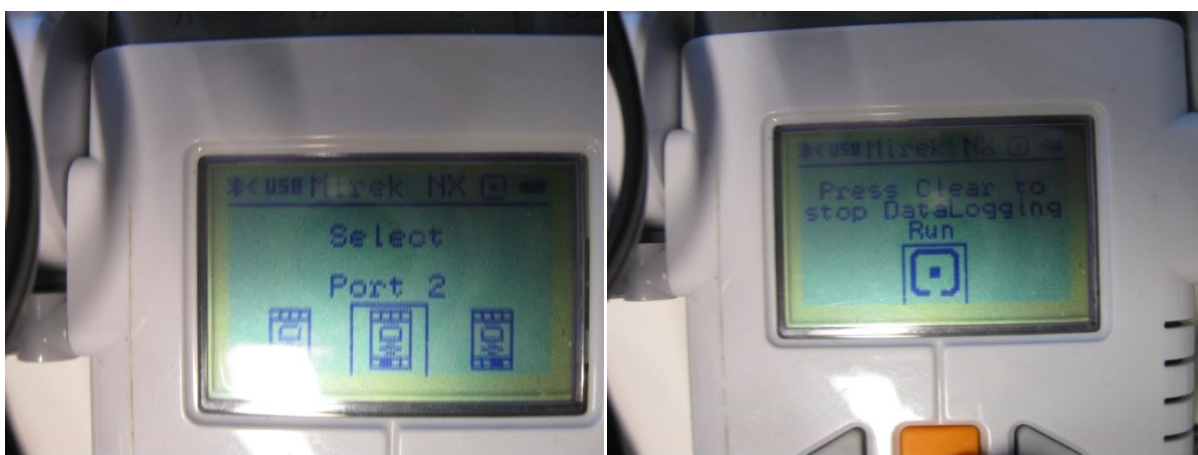 USB Mirek NX
Select
Port 2
USB Mirek NX
Press Clear to
stop DataLogging
Run